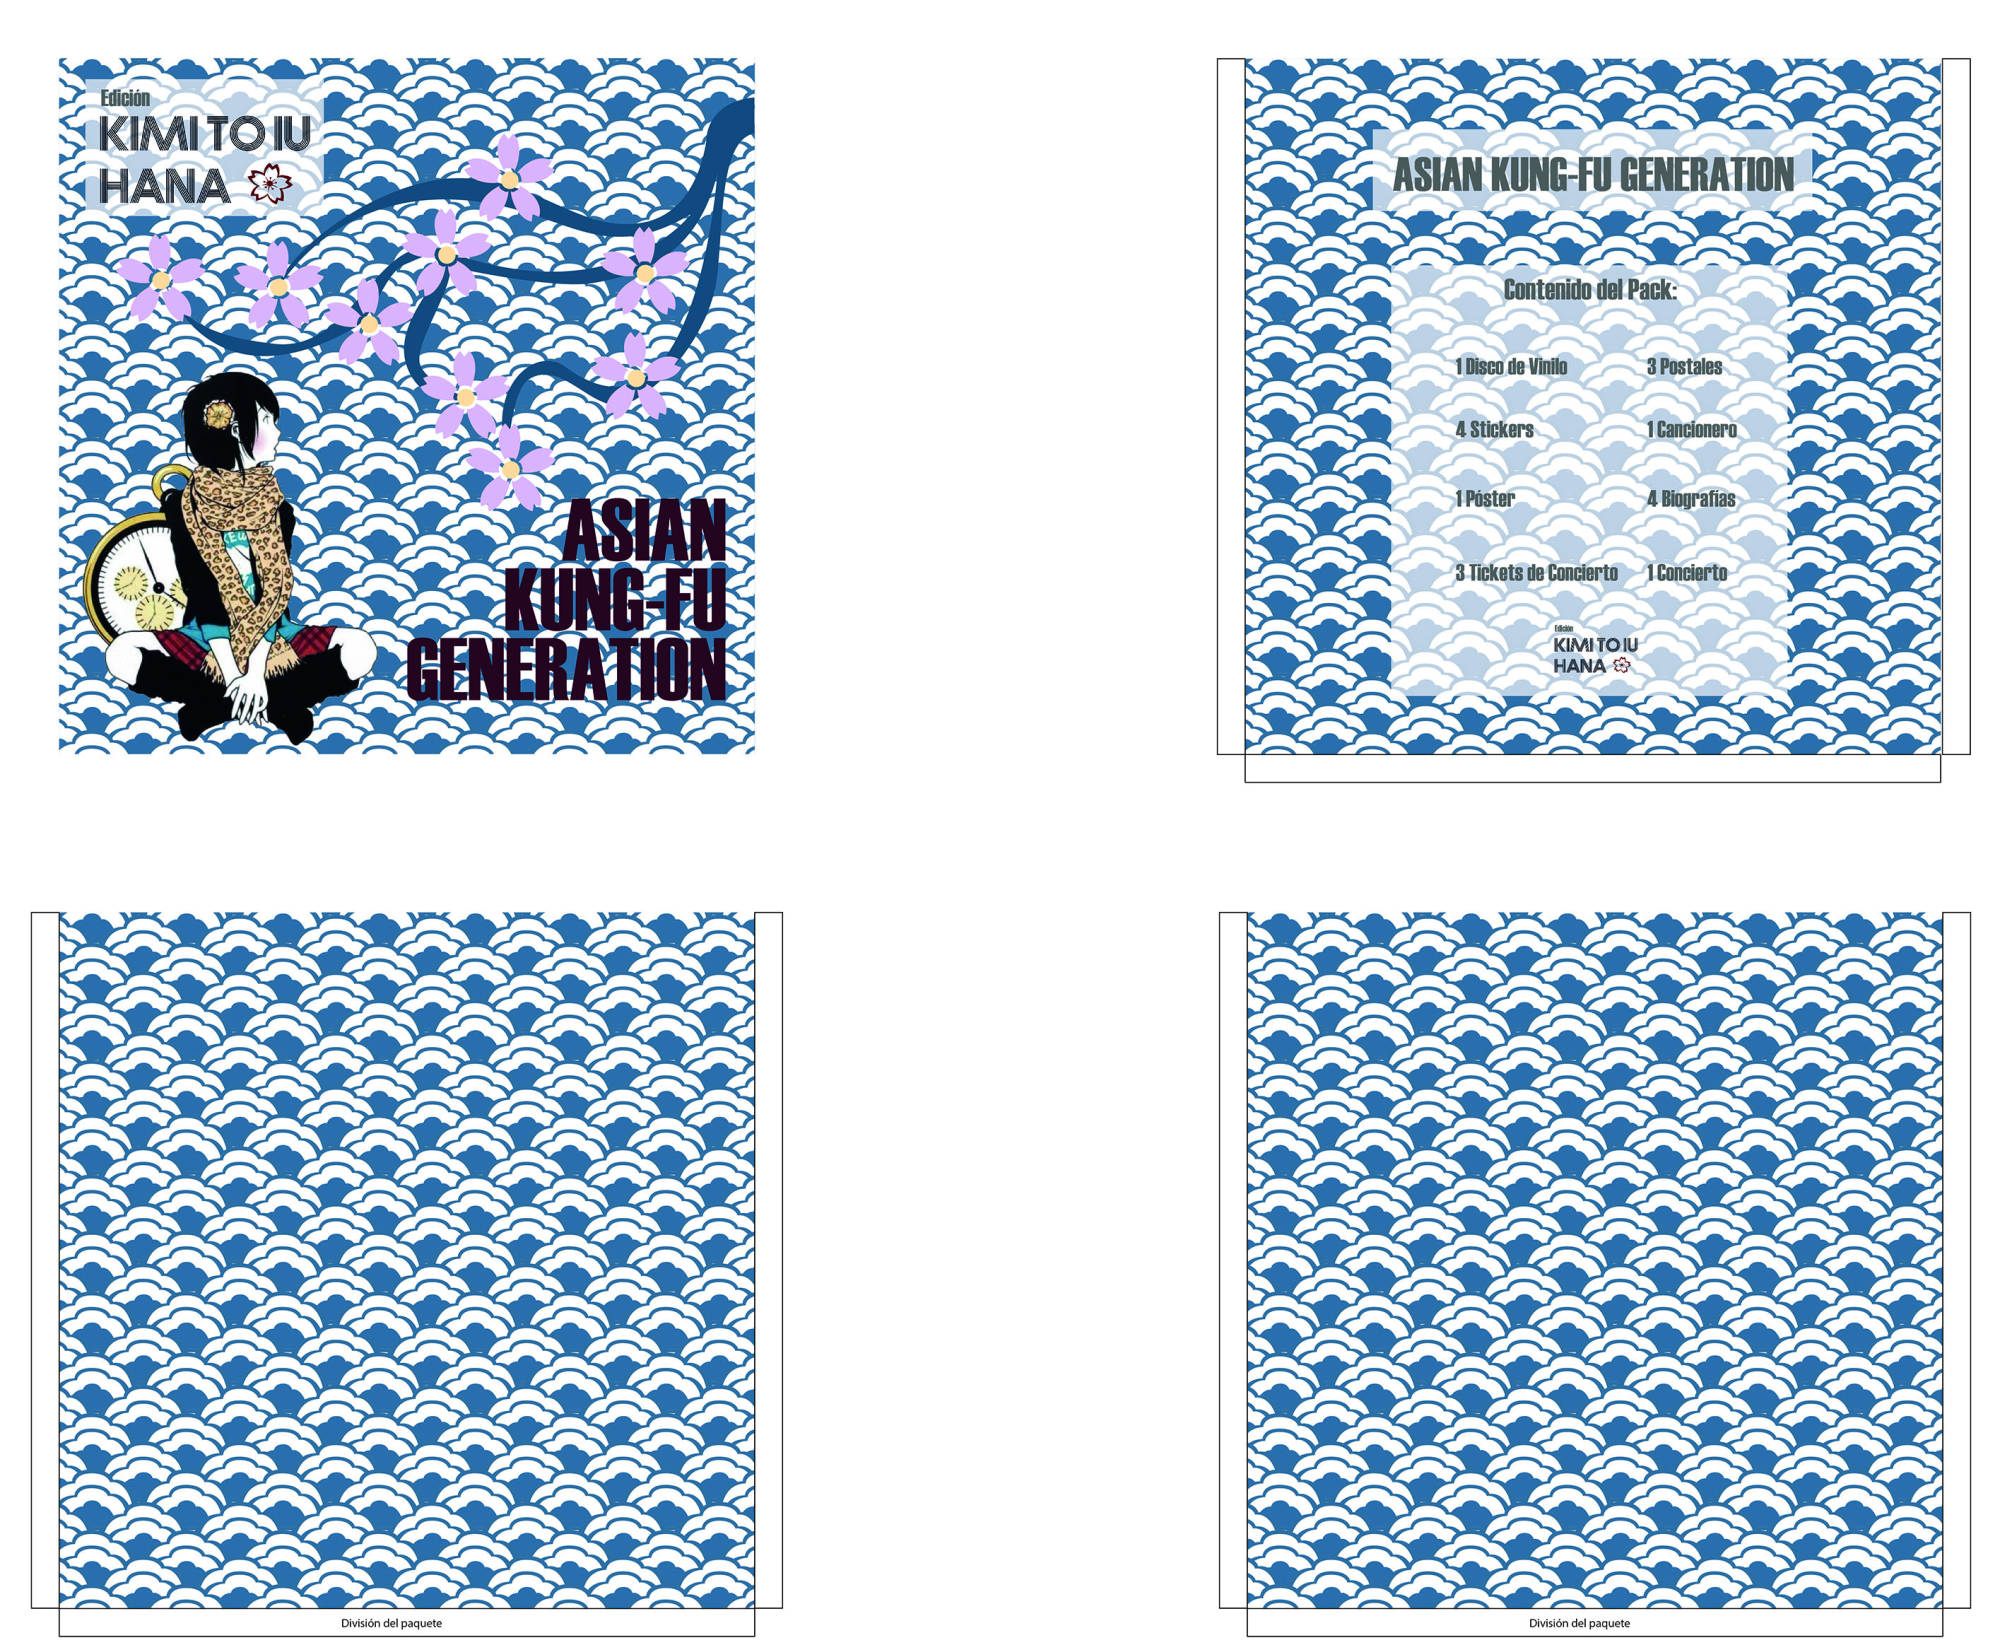 Edición
KIMI TO IU
HANA
ASIAN
KUNG-FU
GENERATION
ASIAN KUNG-FU GENERATION
Contenido del Pack:
1 Disco de Vinilo
3 Postales
4 Stickers
1 Cancionero
1 Póster
4 Biografías
3 Tickets de Concierto
1 Concierto
Edición
KIMI TO IU
HANA
División del paquete
División del paquete